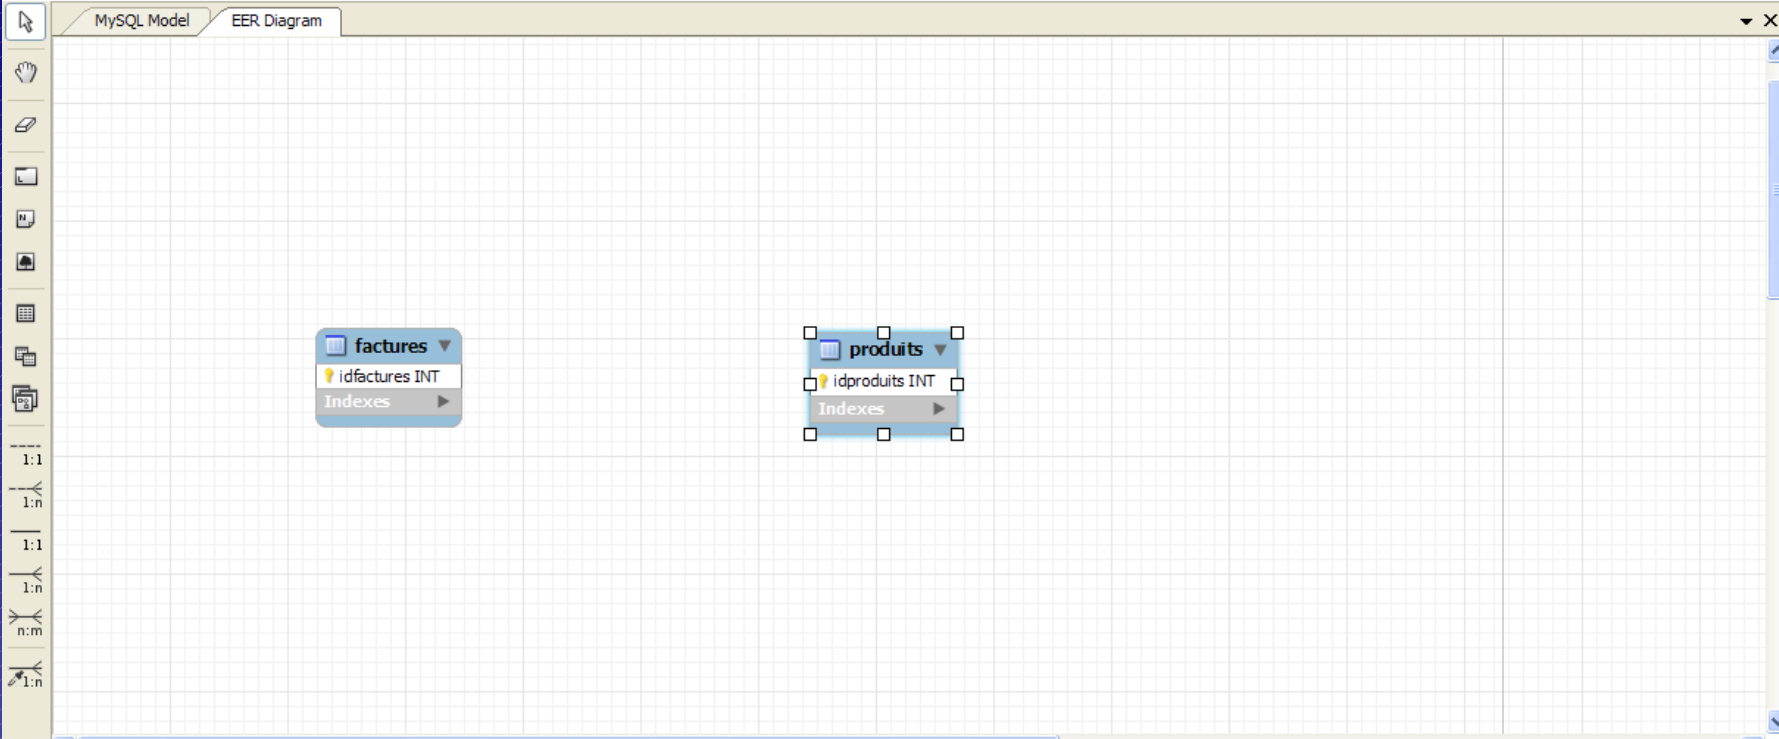 MySQL Model EER Diagram
factures
idfactures INT
Indexes
produits
idproduits INT
Indexes
1:1
1:n
1:1
1:n
n:m
1:n